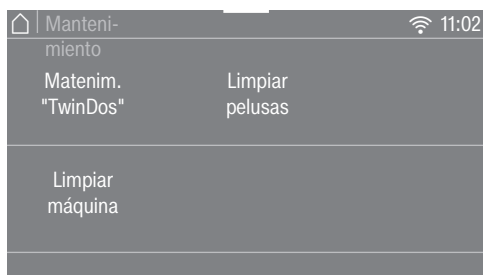 Manteni-
11:02
miento
Matenim.
Limpiar
"TwinDos"
pelusas
Limpiar
máquina